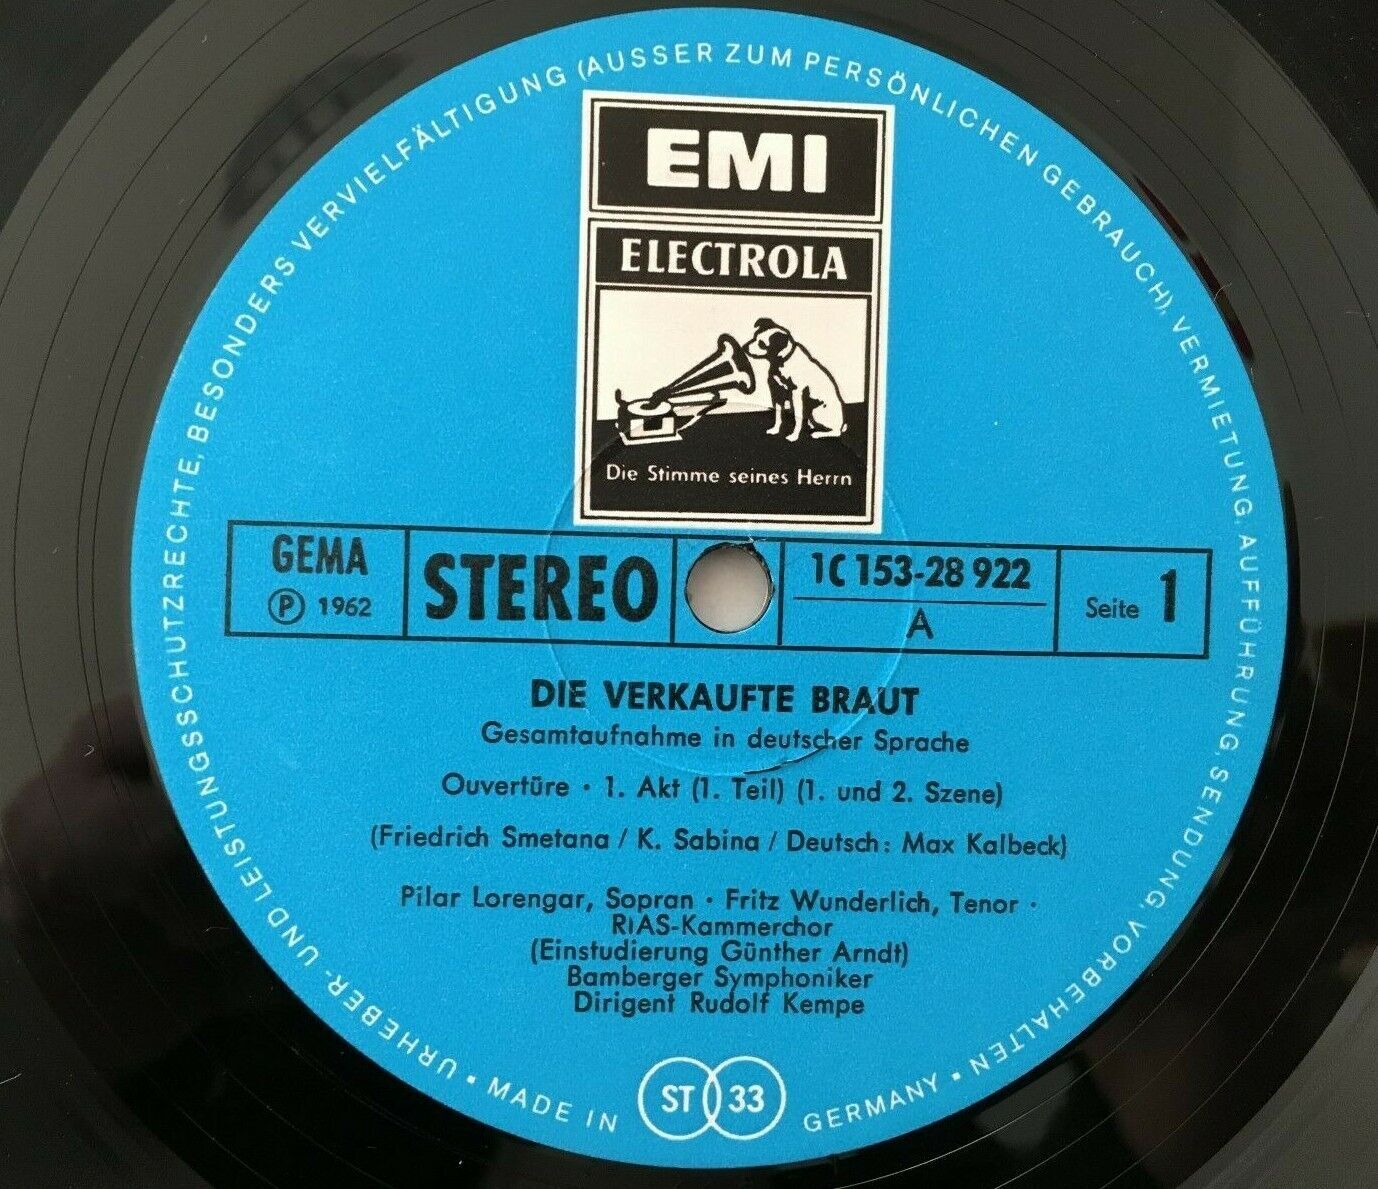 URHEBER- UND LEISTUNGSSCHUTZRECHTE, BESONDERS VERVIELFÄLTIGUNG (AUSSER ZUM PERSÖNLICHEN GEBRAUCH), VERMIETUNG, AUFFÜHRUNG, SENDUNG, VORBEHALTEN
EMI
ELECTROLA
Die Stimme seines Herrn
GEMA
Ⓟ 1962
STEREO
1C 153-28 922
A
Seite 1
DIE VERKAUFTE BRAUT
Gesamtaufnahme in deutscher Sprache
Ouvertüre · 1. Akt (1. Teil) (1. und 2. Szene)
(Friedrich Smetana / K. Sabina / Deutsch: Max Kalbeck)
Pilar Lorengar, Sopran · Fritz Wunderlich, Tenor ·
RIAS-Kammerchor
(Einstudierung Günther Arndt)
Bamberger Symphoniker
Dirigent Rudolf Kempe
ST 33
▪ MADE IN GERMANY ▪